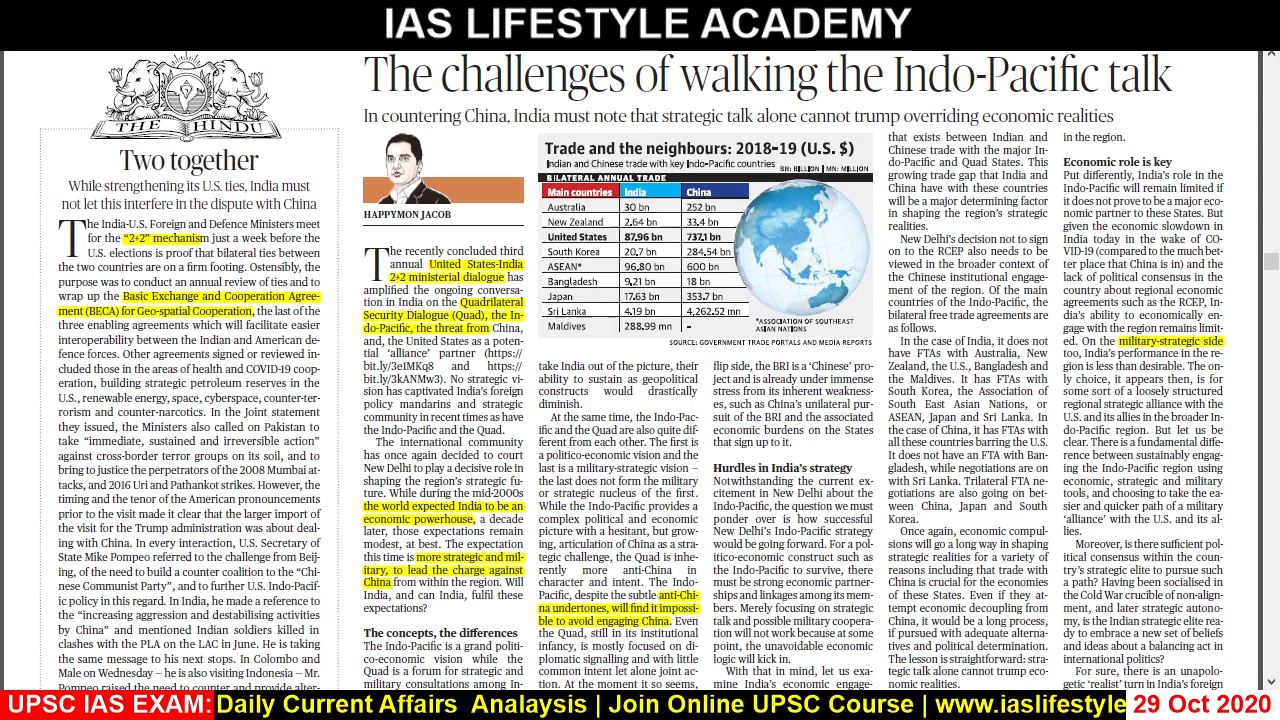 IAS LIFESTYLE ACADEMY
THE HINDU
Two together
While strengthening its U.S. ties, India must
not let this interfere in the dispute with China
The India-U.S. Foreign and Defence Ministers meet
for the “2+2” mechanism just a week before the
U.S. elections is proof that bilateral ties between
the two countries are on a firm footing. Ostensibly, the
purpose was to conduct an annual review of ties and to
wrap up the Basic Exchange and Cooperation Agree-
ment (BECA) for Geo-spatial Cooperation, the last of the
three enabling agreements which will facilitate easier
interoperability between the Indian and American de-
fence forces. Other agreements signed or reviewed in-
cluded those in the areas of health and COVID-19 coop-
eration, building strategic petroleum reserves in the
U.S., renewable energy, space, cyberspace, counter-ter-
rorism and counter-narcotics. In the Joint statement
they issued, the Ministers also called on Pakistan to
take “immediate, sustained and irreversible action”
against cross-border terror groups on its soil, and to
bring to justice the perpetrators of the 2008 Mumbai at-
tacks, and 2016 Uri and Pathankot strikes. However, the
timing and the tenor of the American pronouncements
prior to the visit made it clear that the larger import of
the visit for the Trump administration was about deal-
ing with China. In every interaction, U.S. Secretary of
State Mike Pompeo referred to the challenge from Beij-
ing, of the need to build a counter coalition to the “Chi-
nese Communist Party”, and to further U.S. Indo-Pacif-
ic policy in this regard. In India, he made a reference to
the “increasing aggression and destabilising activities
by China” and mentioned Indian soldiers killed in
clashes with the PLA on the LAC in June. He is taking
the same message to his next stops. In Colombo and
Male on Wednesday – he is also visiting Indonesia – Mr.
Pompeo raised the need to counter and provide alter-
The challenges of walking the Indo-Pacific talk
In countering China, India must note that strategic talk alone cannot trump overriding economic realities
HAPPYMON JACOB
The recently concluded third
annual United States-India
2+2 ministerial dialogue has
amplified the ongoing conver-
sation in India on the Quadrilateral
Security Dialogue (Quad), the In-
do-Pacific, the threat from China,
and, the United States as a poten-
tial ‘alliance’ partner (https://
bit.ly/3eIMKq8 and https://
bit.ly/3kANMw3). No strategic vi-
sion has captivated India’s foreign
policy mandarins and strategic
community in recent times as have
the Indo-Pacific and the Quad.
The international community
has once again decided to court
New Delhi to play a decisive role in
shaping the region’s strategic fu-
ture. While during the mid-2000s
the world expected India to be an
economic powerhouse, a decade
later, those expectations remain
modest, at best. The expectation
this time is more strategic and mil-
itary, to lead the charge against
China from within the region. Will
India, and can India, fulfil these
expectations?
The concepts, the differences
The Indo-Pacific is a grand politi-
co-economic vision while the
Quad is a forum for strategic and
military consultations among In-
Trade and the neighbours: 2018-19 (U.S. $)
Indian and Chinese trade with key Indo-Pacific countries BN: BILLION | MN: MILLION
BILATERAL ANNUAL TRADE
Main countries India China
Australia 30 bn 252 bn
New Zealand 2.64 bn 33.4 bn
United States 87.96 bn 737.1 bn
South Korea 20.7 bn 284.54 bn
ASEAN* 96.80 bn 600 bn
Bangladesh 9.21 bn 18 bn
Japan 17.63 bn 353.7 bn
Sri Lanka 4.19 bn 4,262.52 mn
Maldives 288.99 mn -
*ASSOCIATION OF SOUTHEAST
ASIAN NATIONS
SOURCE: GOVERNMENT TRADE PORTALS AND MEDIA REPORTS
take India out of the picture, their
ability to sustain as geopolitical
constructs would drastically
diminish.
At the same time, the Indo-Pac-
ific and the Quad are also quite dif-
ferent from each other. The first is
a politico-economic vision and the
last is a military-strategic vision –
the last does not form the military
or strategic nucleus of the first.
While the Indo-Pacific provides a
complex political and economic
picture with a hesitant, but grow-
ing, articulation of China as a stra-
tegic challenge, the Quad is inhe-
rently more anti-China in
character and intent. The Indo-
Pacific, despite the subtle anti-Chi-
na undertones, will find it impossi-
ble to avoid engaging China. Even
the Quad, still in its institutional
infancy, is mostly focused on di-
plomatic signalling and with little
common intent let alone joint ac-
tion. At the moment it so seems,
flip side, the BRI is a ‘Chinese’ pro-
ject and is already under immense
stress from its inherent weakness-
es, such as China’s unilateral pur-
suit of the BRI and the associated
economic burdens on the States
that sign up to it.
Hurdles in India’s strategy
Notwithstanding the current ex-
citement in New Delhi about the
Indo-Pacific, the question we must
ponder over is how successful
New Delhi’s Indo-Pacific strategy
would be going forward. For a pol-
itico-economic construct such as
the Indo-Pacific to survive, there
must be strong economic partner-
ships and linkages among its mem-
bers. Merely focusing on strategic
talk and possible military coopera-
tion will not work because at some
point, the unavoidable economic
logic will kick in.
With that in mind, let us exa-
mine India’s economic engage-
that exists between Indian and
Chinese trade with the major In-
do-Pacific and Quad States. This
growing trade gap that India and
China have with these countries
will be a major determining factor
in shaping the region’s strategic
realities.
New Delhi’s decision not to sign
on to the RCEP also needs to be
viewed in the broader context of
the Chinese institutional engage-
ment of the region. Of the main
countries of the Indo-Pacific, the
bilateral free trade agreements are
as follows.
In the case of India, it does not
have FTAs with Australia, New
Zealand, the U.S., Bangladesh and
the Maldives. It has FTAs with
South Korea, the Association of
South East Asian Nations, or
ASEAN, Japan and Sri Lanka. In
the case of China, it has FTAs with
all these countries barring the U.S.
It does not have an FTA with Ban-
gladesh, while negotiations are on
with Sri Lanka. Trilateral FTA ne-
gotiations are also going on bet-
ween China, Japan and South
Korea.
Once again, economic compul-
sions will go a long way in shaping
strategic realities for a variety of
reasons including that trade with
China is crucial for the economies
of these States. Even if they at-
tempt economic decoupling from
China, it would be a long process,
if pursued with adequate alterna-
tives and political determination.
The lesson is straightforward: stra-
tegic talk alone cannot trump eco-
nomic realities.
in the region.
Economic role is key
Put differently, India’s role in the
Indo-Pacific will remain limited if
it does not prove to be a major eco-
nomic partner to these States. But
given the economic slowdown in
India today in the wake of CO-
VID-19 (compared to the much bet-
ter place that China is in) and the
lack of political consensus in the
country about regional economic
agreements such as the RCEP, In-
dia’s ability to economically en-
gage with the region remains limit-
ed. On the military-strategic side
too, India’s performance in the re-
gion is less than desirable. The on-
ly choice, it appears then, is for
some sort of a loosely structured
regional strategic alliance with the
U.S. and its allies in the broader In-
do-Pacific region. But let us be
clear. There is a fundamental diffe-
rence between sustainably engag-
ing the Indo-Pacific region using
economic, strategic and military
tools, and choosing to take the ea-
sier and quicker path of a military
‘alliance’ with the U.S. and its al-
lies.
Moreover, is there sufficient pol-
itical consensus within the coun-
try’s strategic elite to pursue such
a path? Having been socialised in
the Cold War crucible of non-align-
ment, and later strategic autono-
my, is the Indian strategic elite rea-
dy to embrace a new set of beliefs
and ideas about a balancing act in
international politics?
For sure, there is an unapolo-
getic ‘realist’ turn in India’s foreign
UPSC IAS EXAM: Daily Current Affairs Analaysis | Join Online UPSC Course | www.iaslifestyle 29 Oct 2020